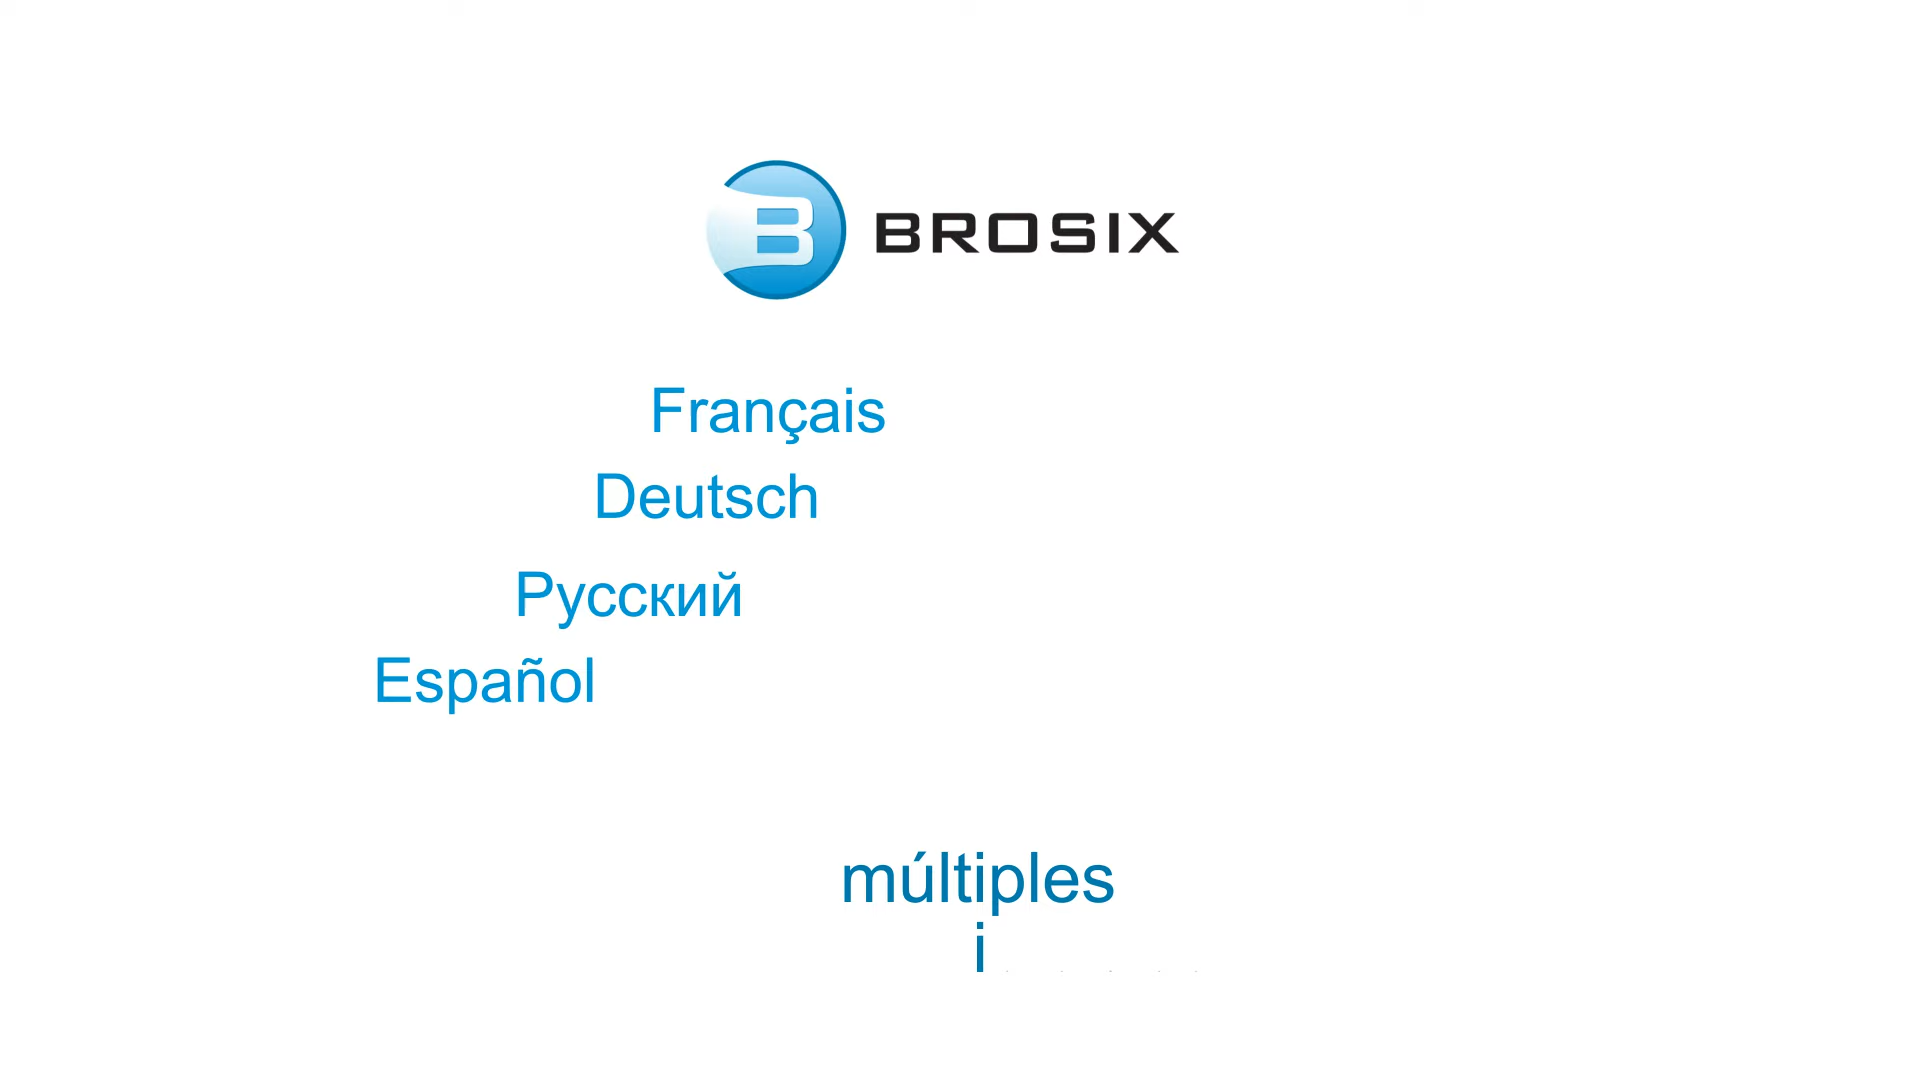 BROSIX
Français
Deutsch
Русский
Español
múltiples
i